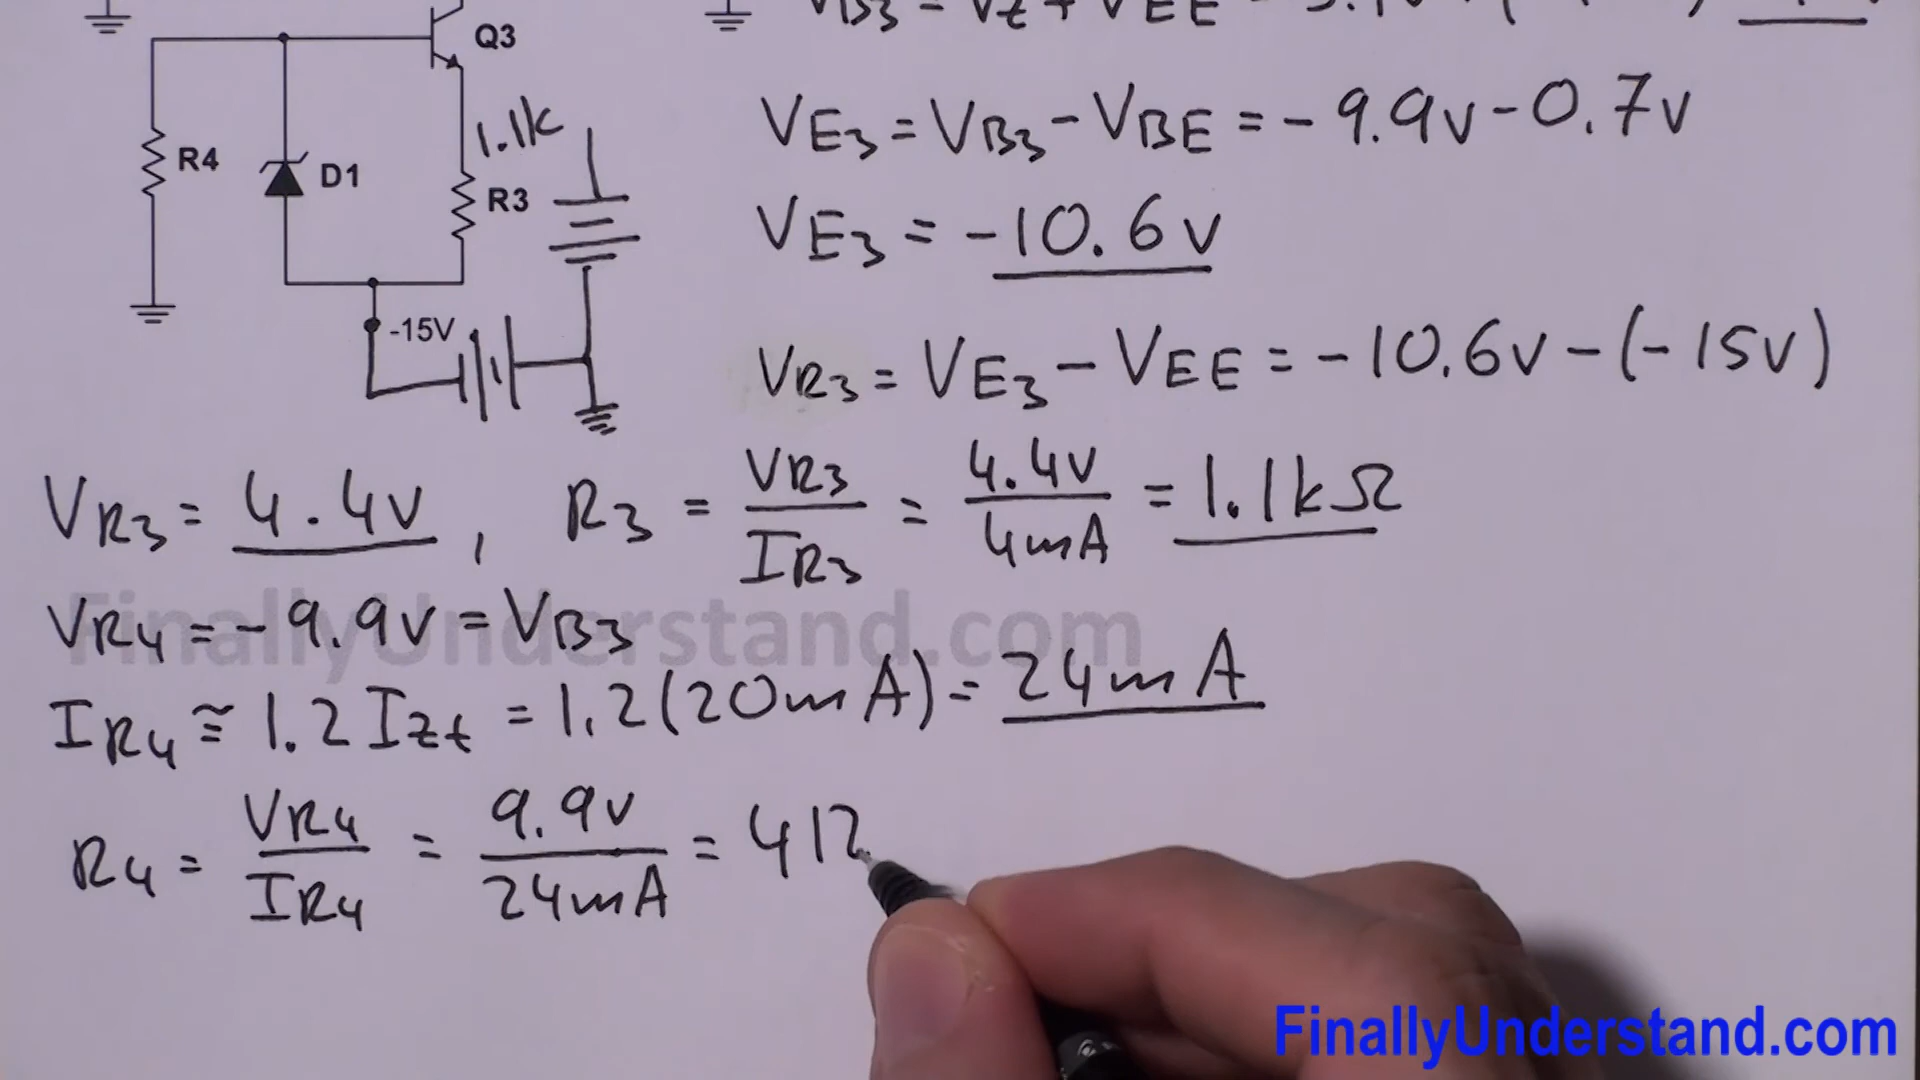 Q3
VB3 = Vz + VEE
VE3 = VB3 - VBE = - 9.9v - 0.7v
1.1k
R4
D1
R3
VE3 = -10.6v
-15V
VR3 = VE3 - VEE = -10.6v - (-15v)
VR3 = 4.4v , R3 = VR3 / IR3 = 4.4v / 4mA = 1.1kΩ
FinallyUnderstand.com
VR4 = - 9.9v = VB3
IR4 ≅ 1.2 Izt = 1.2(20mA) = 24mA
R4 = VR4 / IR4 = 9.9v / 24mA = 412
FinallyUnderstand.com